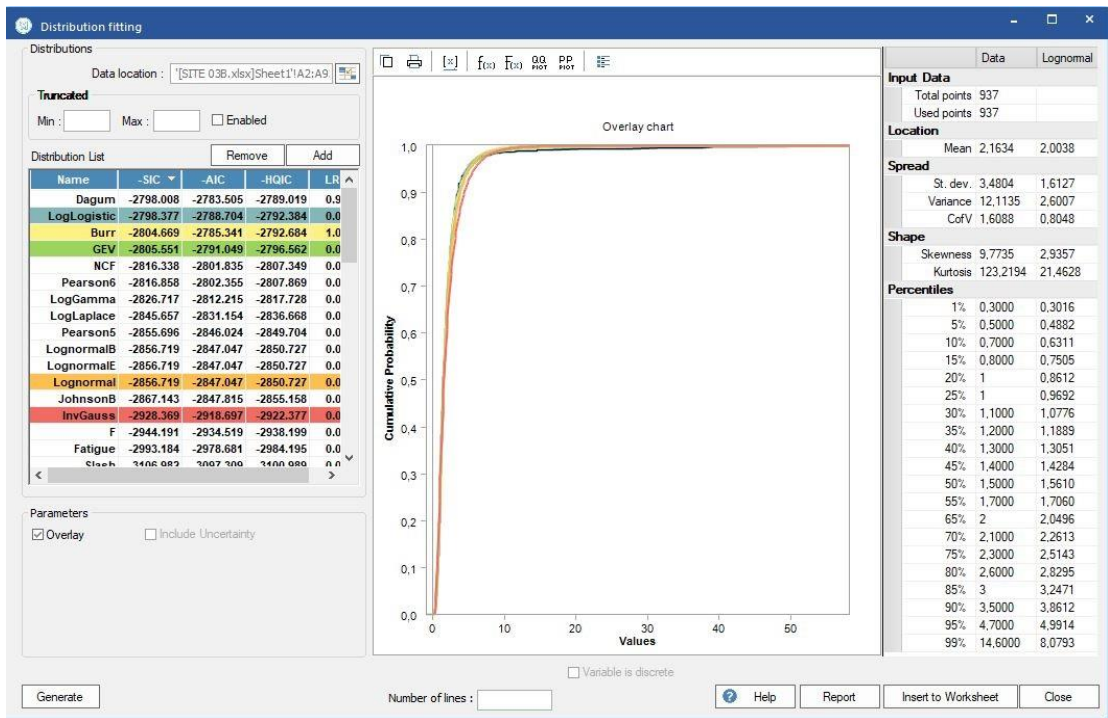 Distribution fitting
Distributions
Data location : '[SITE 03B.xlsx]Sheet1'!A2:A9
Truncated
Min : Max : Enabled
Distribution List Remove Add
Name -SIC -AIC -HQIC LR
Dagum -2798.008 -2783.505 -2789.019 0.9
LogLogistic -2798.377 -2788.704 -2792.384 0.0
Burr -2804.669 -2785.341 -2792.684 1.0
GEV -2805.551 -2791.049 -2796.562 0.0
NCF -2816.338 -2801.835 -2807.349 0.0
Pearson6 -2816.858 -2802.355 -2807.869 0.0
LogGamma -2826.717 -2812.215 -2817.728 0.0
LogLaplace -2845.657 -2831.154 -2836.668 0.0
Pearson5 -2855.696 -2846.024 -2849.704 0.0
LognormalB -2856.719 -2847.047 -2850.727 0.0
LognormalE -2856.719 -2847.047 -2850.727 0.0
Lognormal -2856.719 -2847.047 -2850.727 0.0
JohnsonB -2867.143 -2847.815 -2855.158 0.0
InvGauss -2928.369 -2918.697 -2922.377 0.0
F -2944.191 -2934.519 -2938.199 0.0
Fatigue -2993.184 -2978.681 -2984.195 0.0
Slash -3106.982 -3097.309 -3100.989 0.0
Parameters
Overlay Include Uncertainty
Generate
[x] f(x) F(x) QQ PLOT PP PLOT
Overlay chart
Cumulative Probability
1,0
0,9
0,8
0,7
0,6
0,5
0,4
0,3
0,2
0,1
0,0
0 10 20 30 40 50
Values
Variable is discrete
Number of lines :
Data Lognormal
Input Data
Total points 937
Used points 937
Location
Mean 2,1634 2,0038
Spread
St. dev. 3,4804 1,6127
Variance 12,1135 2,6007
CofV 1,6088 0,8048
Shape
Skewness 9,7735 2,9357
Kurtosis 123,2194 21,4628
Percentiles
1% 0,3000 0,3016
5% 0,5000 0,4882
10% 0,7000 0,6311
15% 0,8000 0,7505
20% 1 0,8612
25% 1 0,9692
30% 1,1000 1,0776
35% 1,2000 1,1889
40% 1,3000 1,3051
45% 1,4000 1,4284
50% 1,5000 1,5610
55% 1,7000 1,7060
65% 2 2,0496
70% 2,1000 2,2613
75% 2,3000 2,5143
80% 2,6000 2,8295
85% 3 3,2471
90% 3,5000 3,8612
95% 4,7000 4,9914
99% 14,6000 8,0793
? Help Report Insert to Worksheet Close